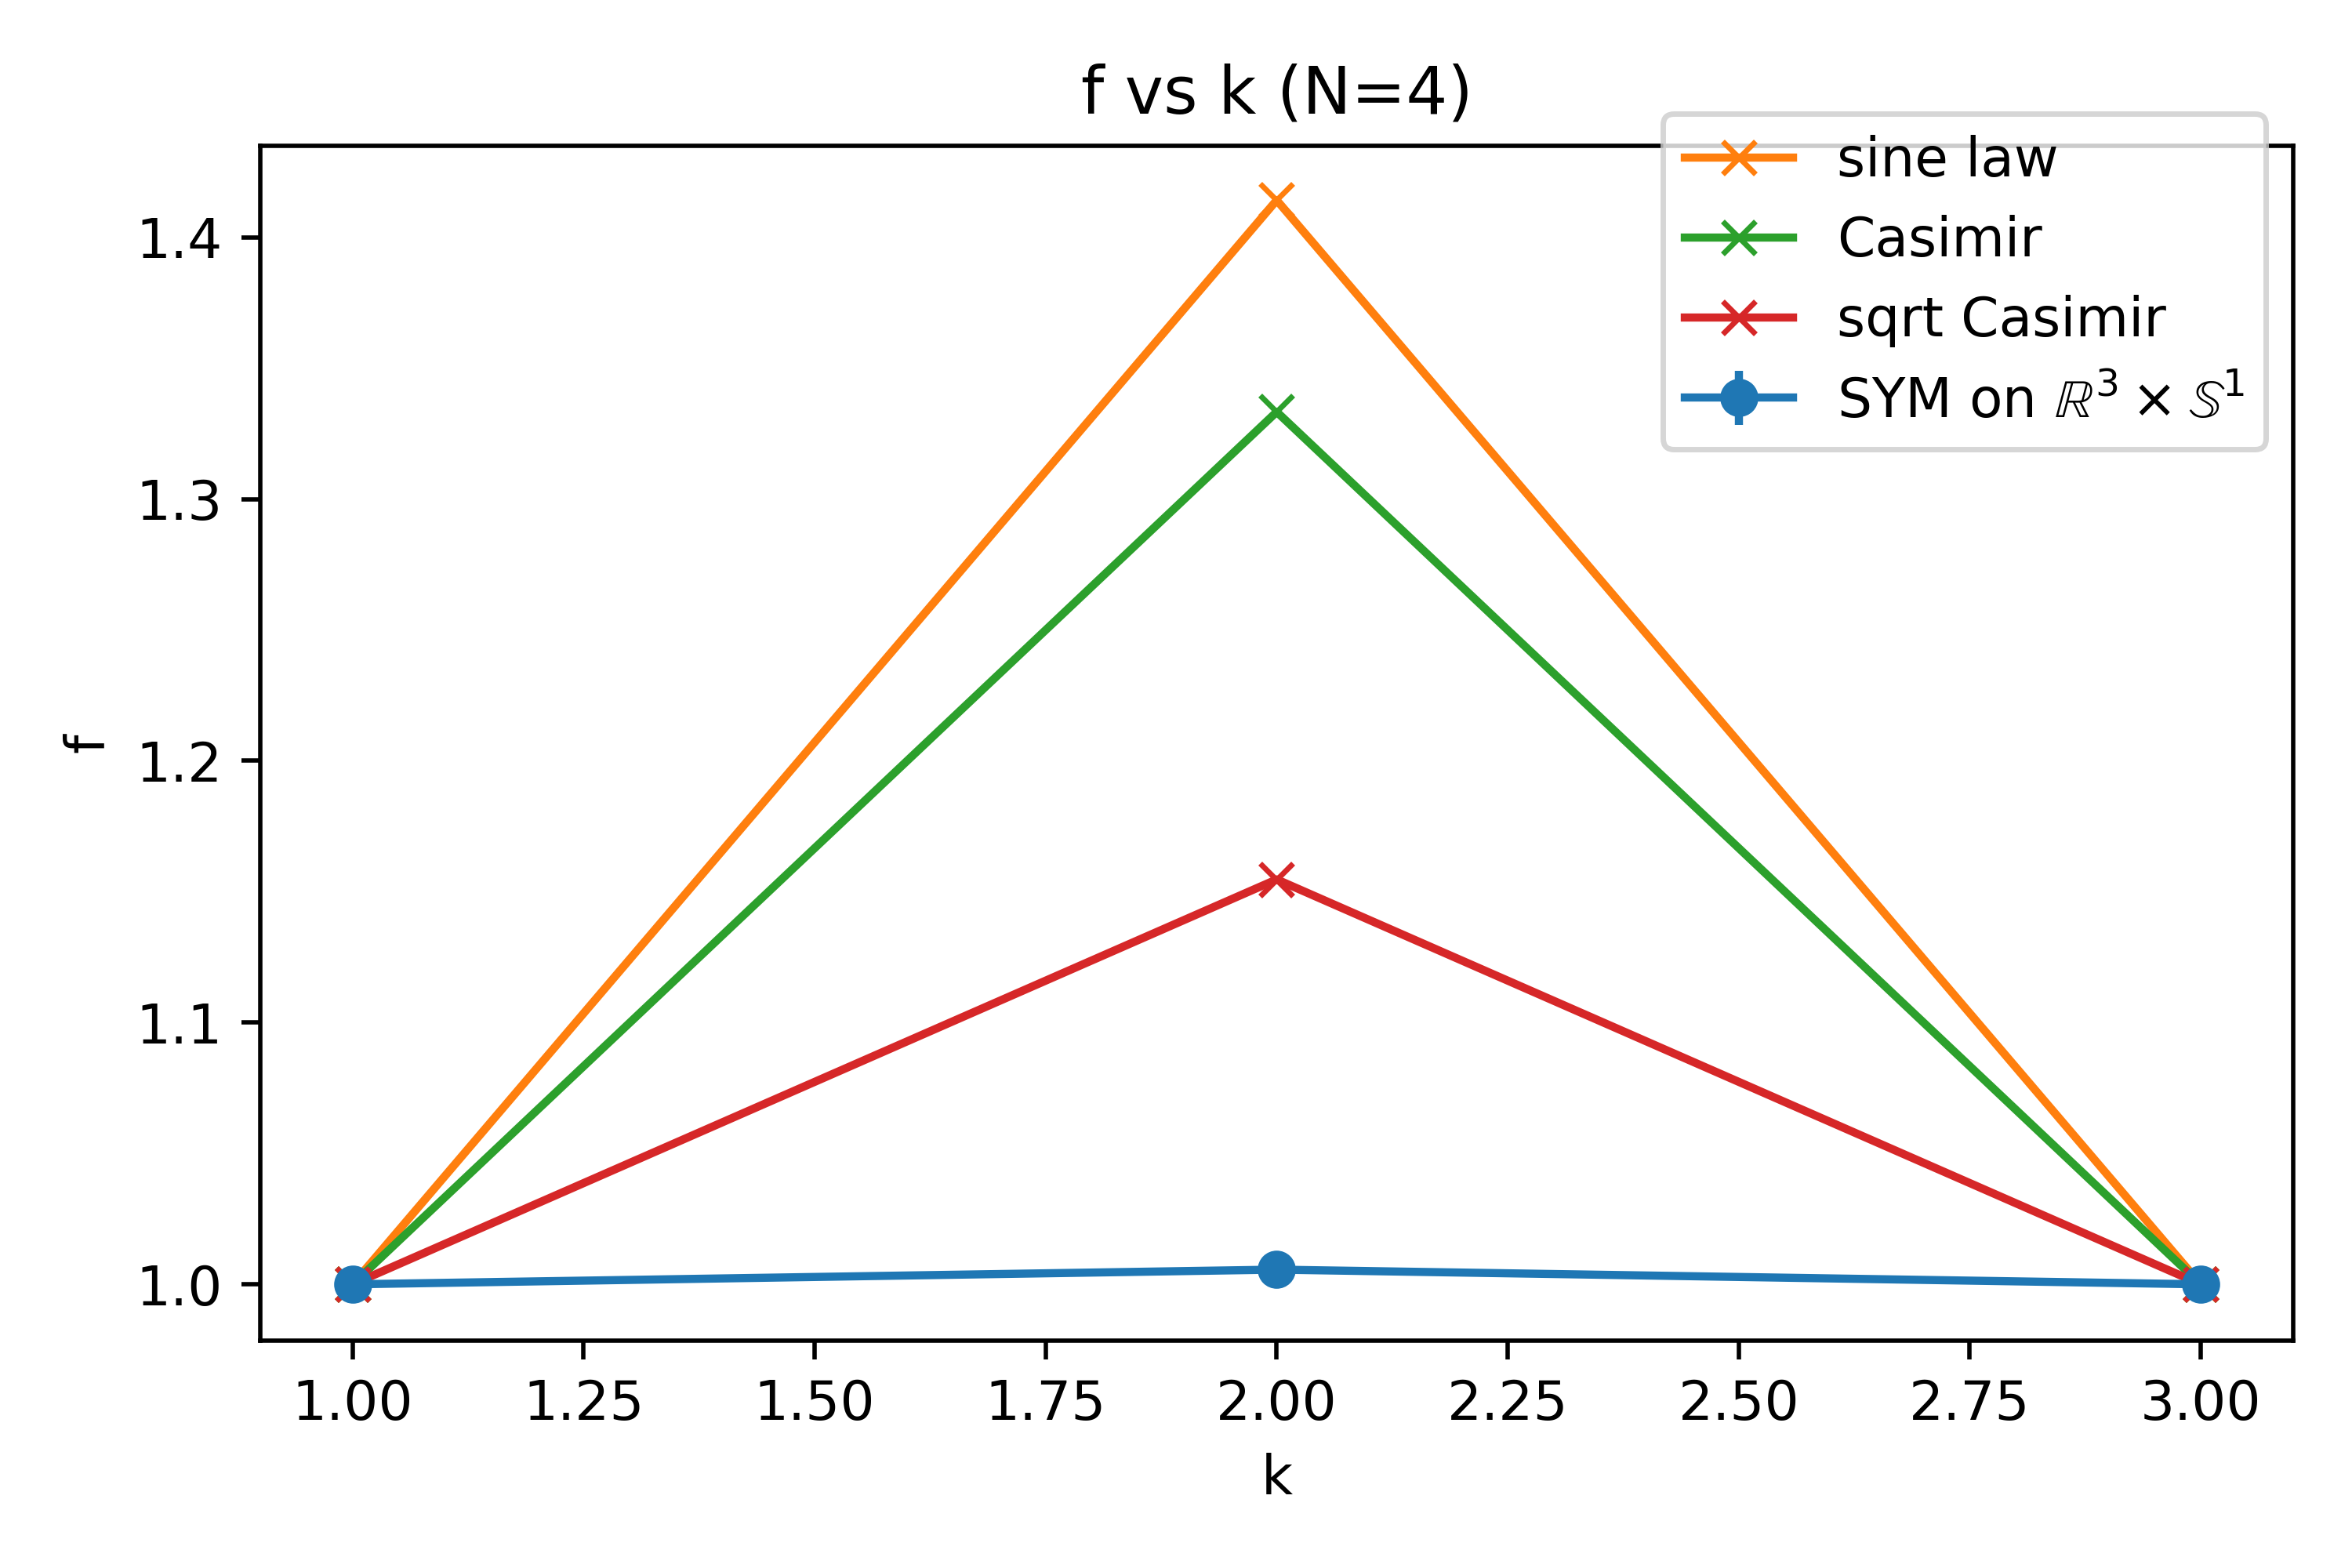 f vs k (N=4)
sine law
Casimir
sqrt Casimir
SYM on ℝ³ × 𝕊¹
1.4
1.3
1.2
1.1
1.0
f
1.00 1.25 1.50 1.75 2.00 2.25 2.50 2.75 3.00
k